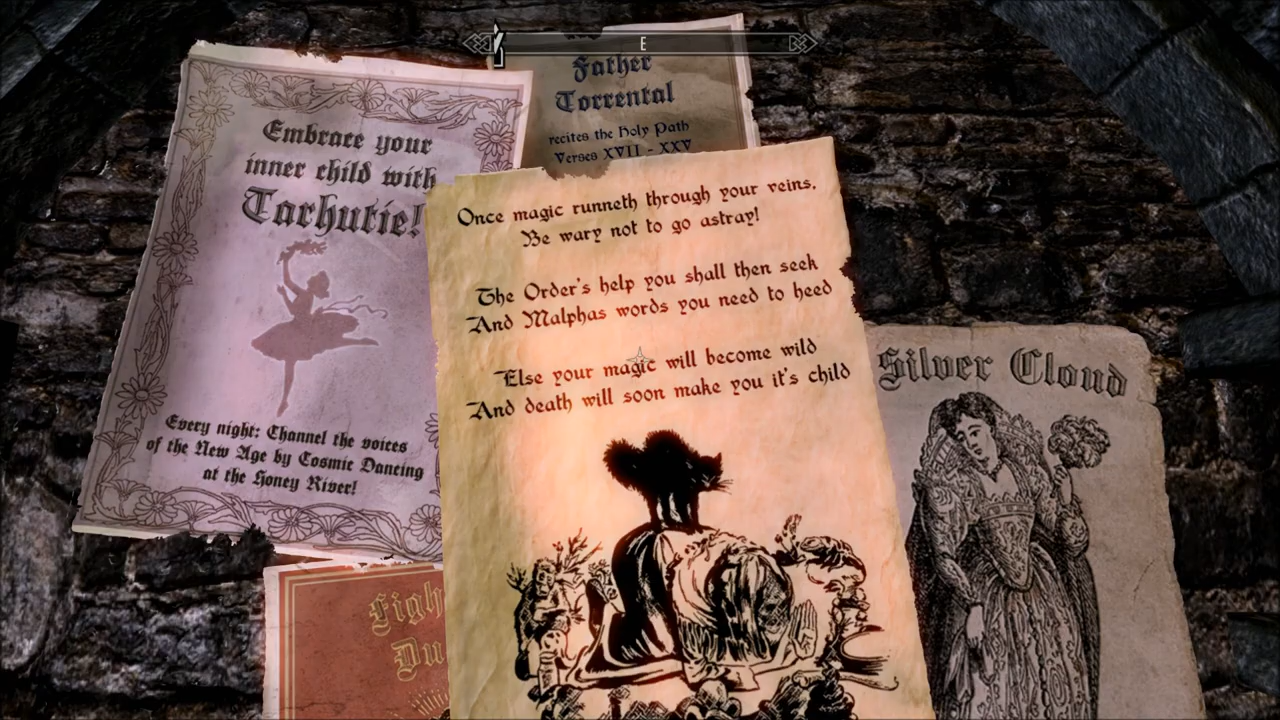 E
Father
Torrental
recites the Holy Path
Verses XVII - XXV
Embrace your
inner child with
Tarhutie!
Every night: Channel the voices
of the New Age by Cosmic Dancing
at the Honey River!
Once magic runneth through your veins,
Be wary not to go astray!
The Order's help you shall then seek
And Malphas words you need to heed
Else your magic will become wild
And death will soon make you it's child
Silver Cloud